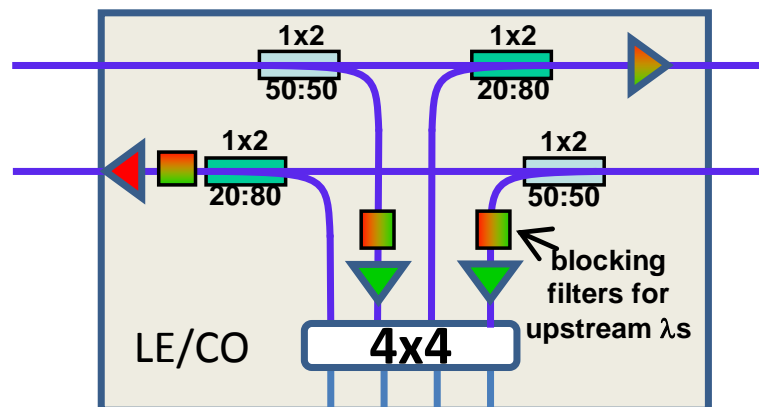 1x2
1x2
50:50
20:80
1x2
1x2
20:80
50:50
blocking
filters for
upstream λs
LE/CO
4x4